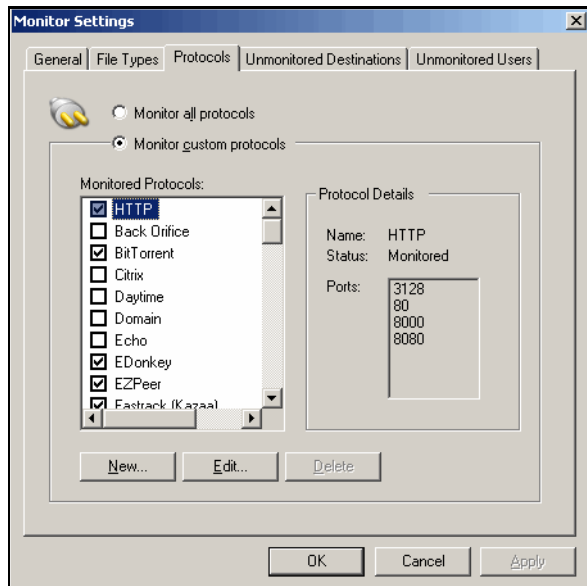 Monitor Settings
General File Types Protocols Unmonitored Destinations Unmonitored Users
Monitor all protocols
Monitor custom protocols
Monitored Protocols:
HTTP
Back Orifice
BitTorrent
Citrix
Daytime
Domain
Echo
EDonkey
EZPeer
Fastrack (Kazaa)
Protocol Details
Name: HTTP
Status: Monitored
Ports: 3128
80
8000
8080
New... Edit... Delete
OK Cancel Apply